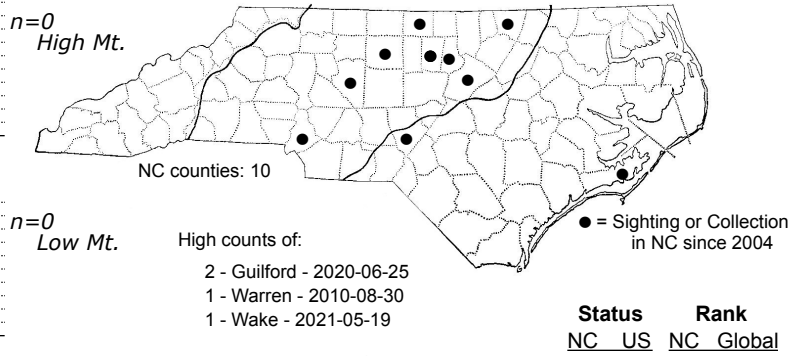 n=0
High Mt.
NC counties: 10
n=0
Low Mt.
High counts of:
2 - Guilford - 2020-06-25
1 - Warren - 2010-08-30
1 - Wake - 2021-05-19
● = Sighting or Collection
in NC since 2004
Status Rank
NC US NC Global